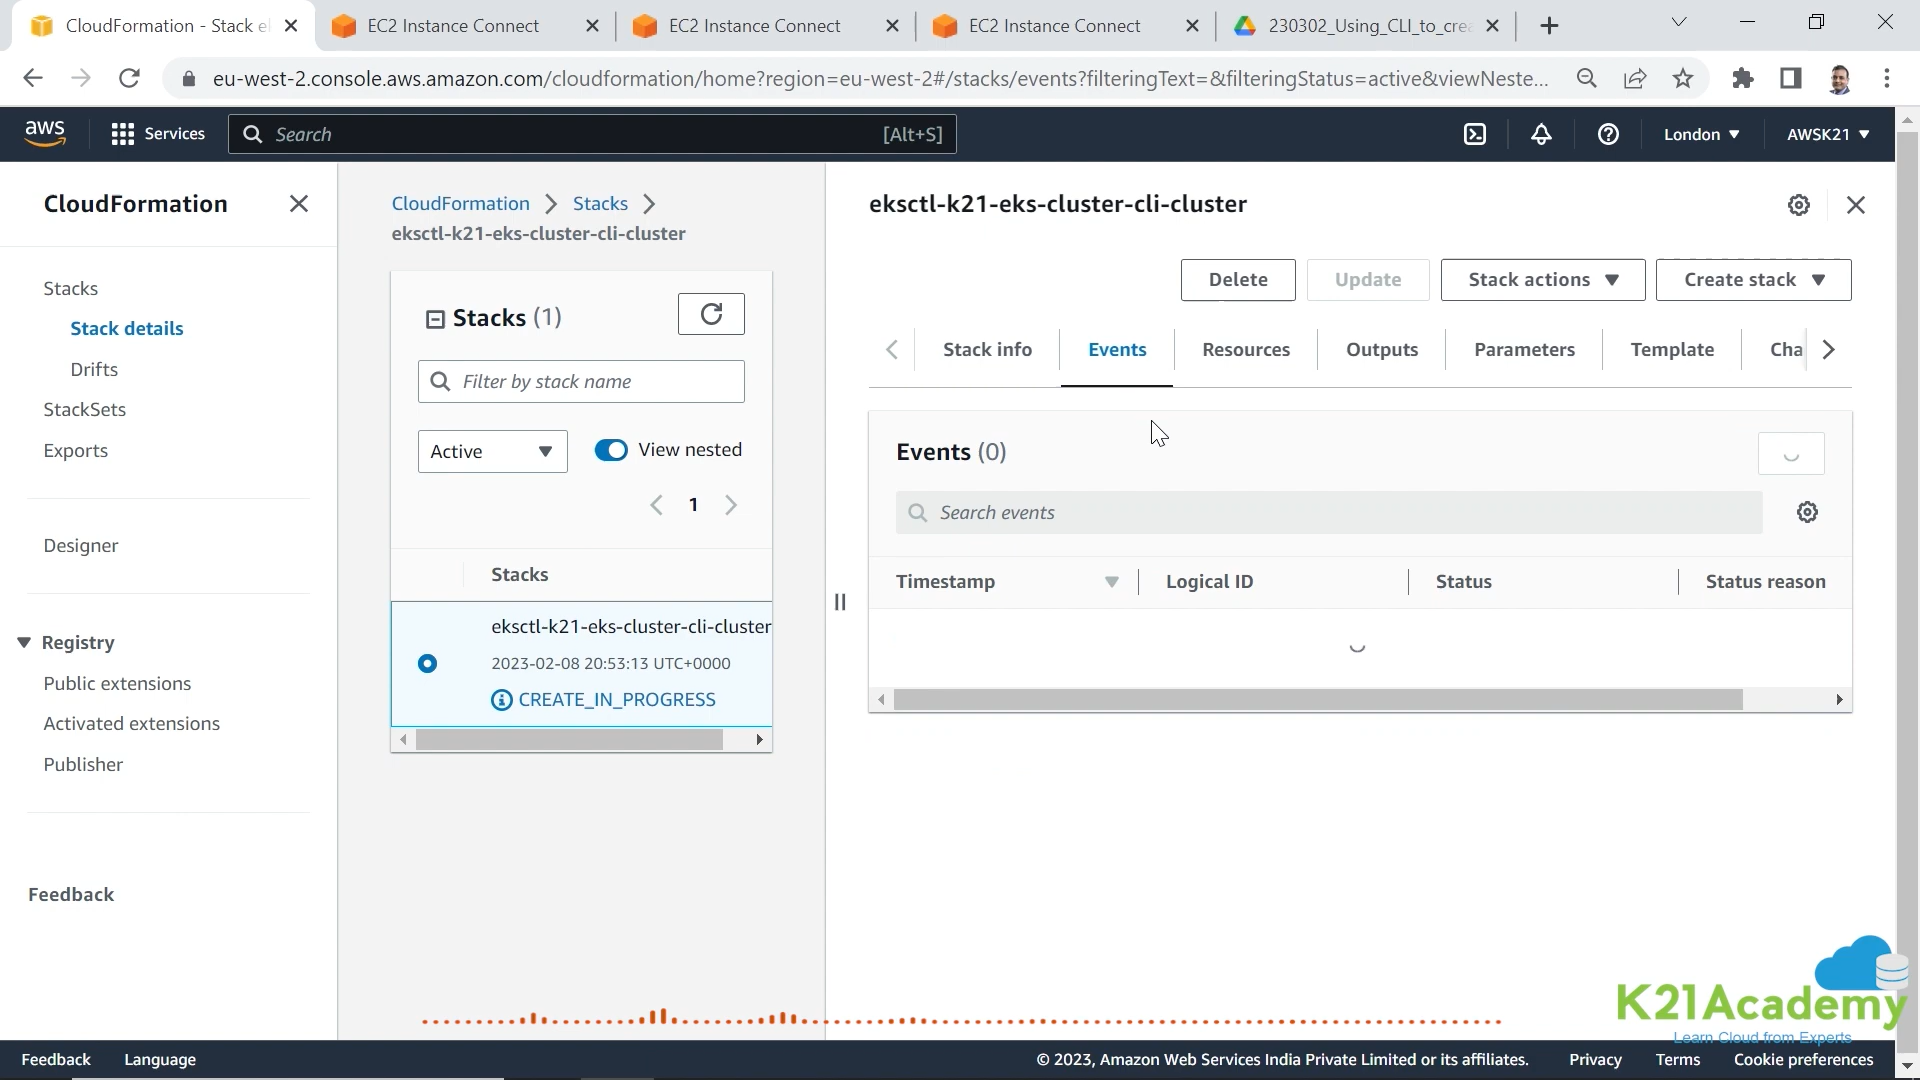 CloudFormation - Stack e
EC2 Instance Connect
EC2 Instance Connect
EC2 Instance Connect
230302_Using_CLI_to_crea
eu-west-2.console.aws.amazon.com/cloudformation/home?region=eu-west-2#/stacks/events?filteringText=&filteringStatus=active&viewNeste...
aws
Services
Search
[Alt+S]
London
AWSK21
CloudFormation
Stacks
Stack details
Drifts
StackSets
Exports
Designer
Registry
Public extensions
Activated extensions
Publisher
Feedback
CloudFormation
Stacks
eksctl-k21-eks-cluster-cli-cluster
Stacks (1)
Filter by stack name
Active
View nested
1
Stacks
eksctl-k21-eks-cluster-cli-cluster
2023-02-08 20:53:13 UTC+0000
CREATE_IN_PROGRESS
eksctl-k21-eks-cluster-cli-cluster
Delete
Update
Stack actions
Create stack
Stack info
Events
Resources
Outputs
Parameters
Template
Cha
Events (0)
Search events
Timestamp
Logical ID
Status
Status reason
K21Academy
Learn Cloud from Experts
Feedback
Language
© 2023, Amazon Web Services India Private Limited or its affiliates.
Privacy
Terms
Cookie preferences